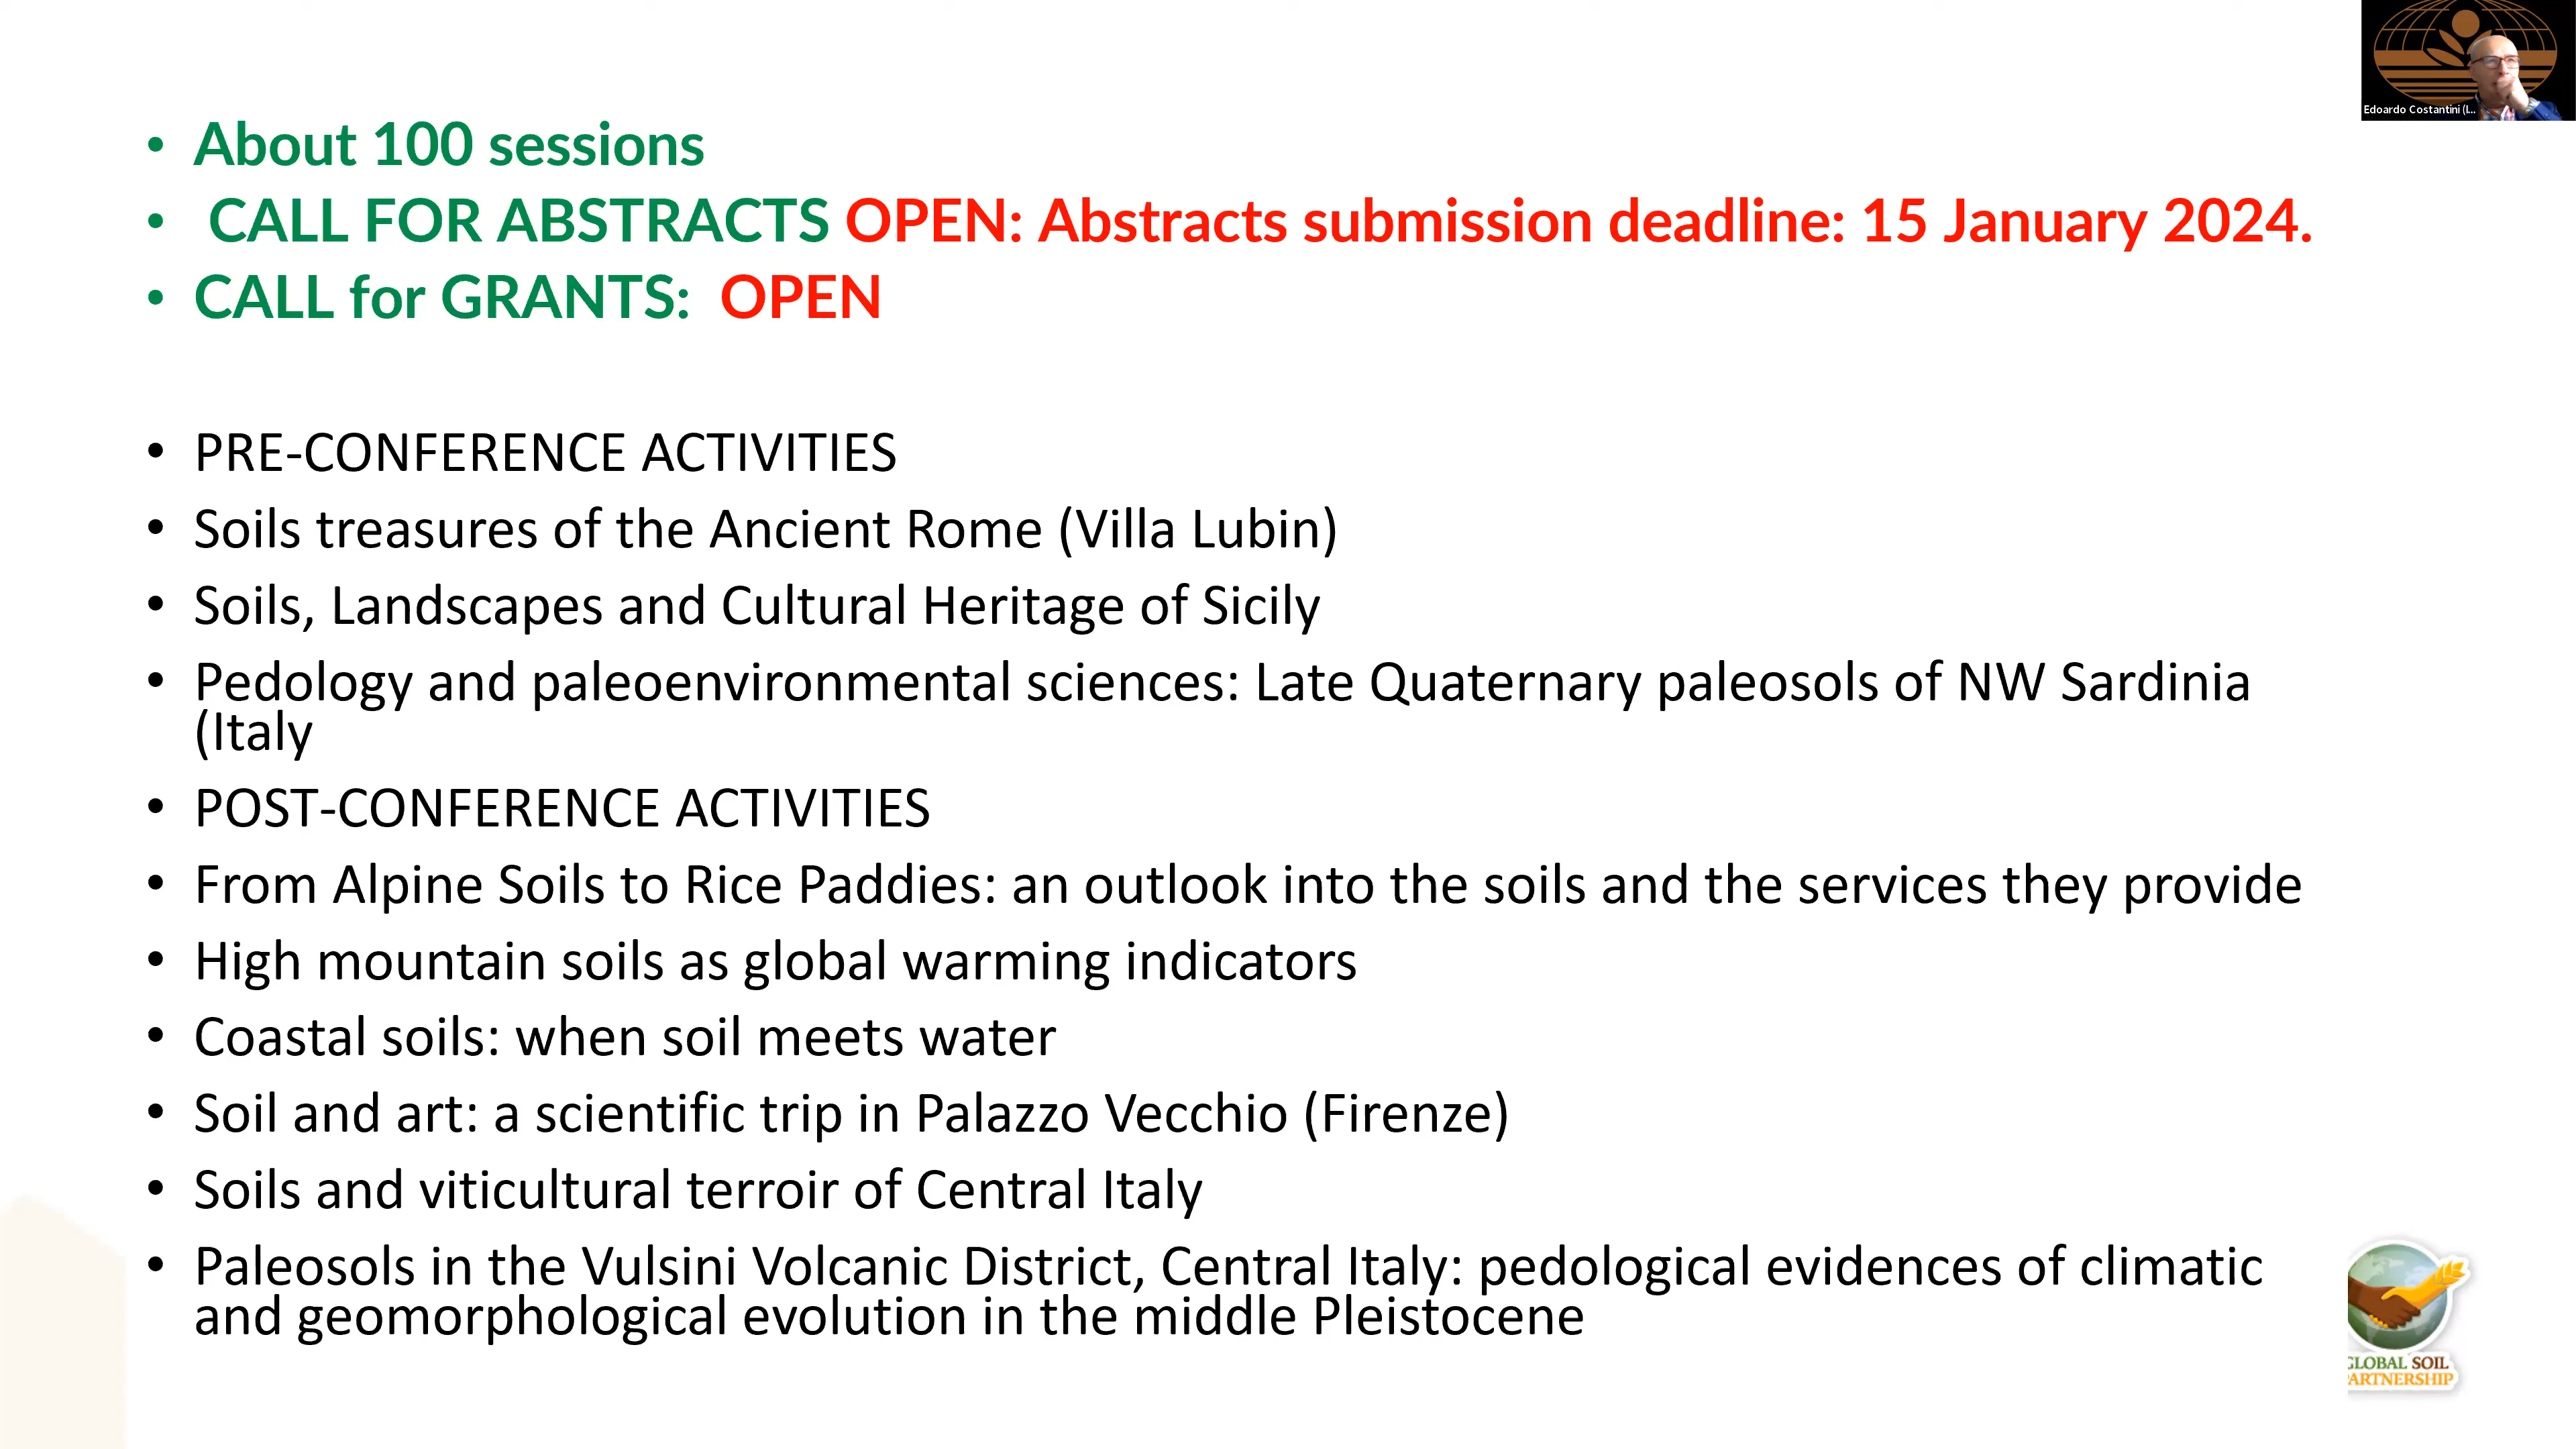 Edoardo Costantini (I...
• About 100 sessions
• CALL FOR ABSTRACTS OPEN: Abstracts submission deadline: 15 January 2024.
• CALL for GRANTS: OPEN
• PRE-CONFERENCE ACTIVITIES
• Soils treasures of the Ancient Rome (Villa Lubin)
• Soils, Landscapes and Cultural Heritage of Sicily
• Pedology and paleoenvironmental sciences: Late Quaternary paleosols of NW Sardinia
(Italy
• POST-CONFERENCE ACTIVITIES
• From Alpine Soils to Rice Paddies: an outlook into the soils and the services they provide
• High mountain soils as global warming indicators
• Coastal soils: when soil meets water
• Soil and art: a scientific trip in Palazzo Vecchio (Firenze)
• Soils and viticultural terroir of Central Italy
• Paleosols in the Vulsini Volcanic District, Central Italy: pedological evidences of climatic
and geomorphological evolution in the middle Pleistocene
GLOBAL SOIL
PARTNERSHIP